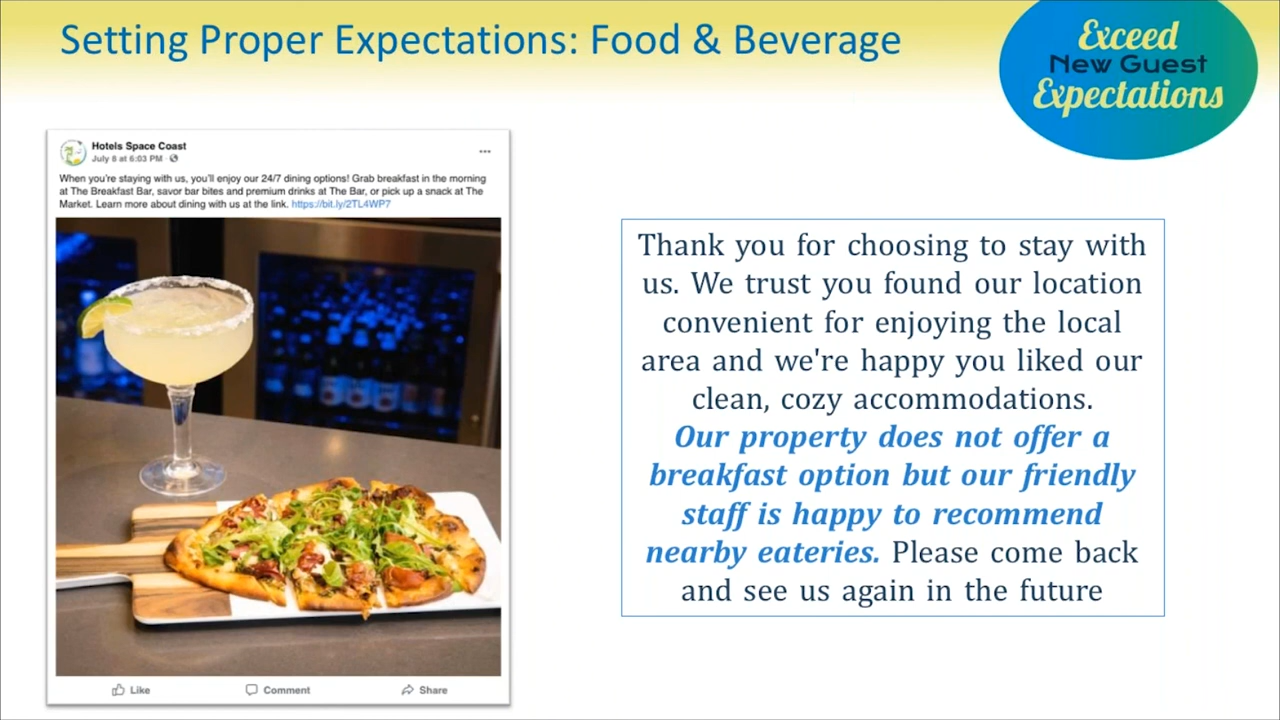 Setting Proper Expectations: Food & Beverage
Exceed
New Guest
Expectations
Hotels Space Coast
July 8 at 6:03 PM ·
When you're staying with us, you'll enjoy our 24/7 dining options! Grab breakfast in the morning
at The Breakfast Bar, savor bar bites and premium drinks at The Bar, or pick up a snack at The
Market. Learn more about dining with us at the link. https://bit.ly/2TL4WP7
Like
Comment
Share
Thank you for choosing to stay with
us. We trust you found our location
convenient for enjoying the local
area and we're happy you liked our
clean, cozy accommodations.
Our property does not offer a
breakfast option but our friendly
staff is happy to recommend
nearby eateries. Please come back
and see us again in the future